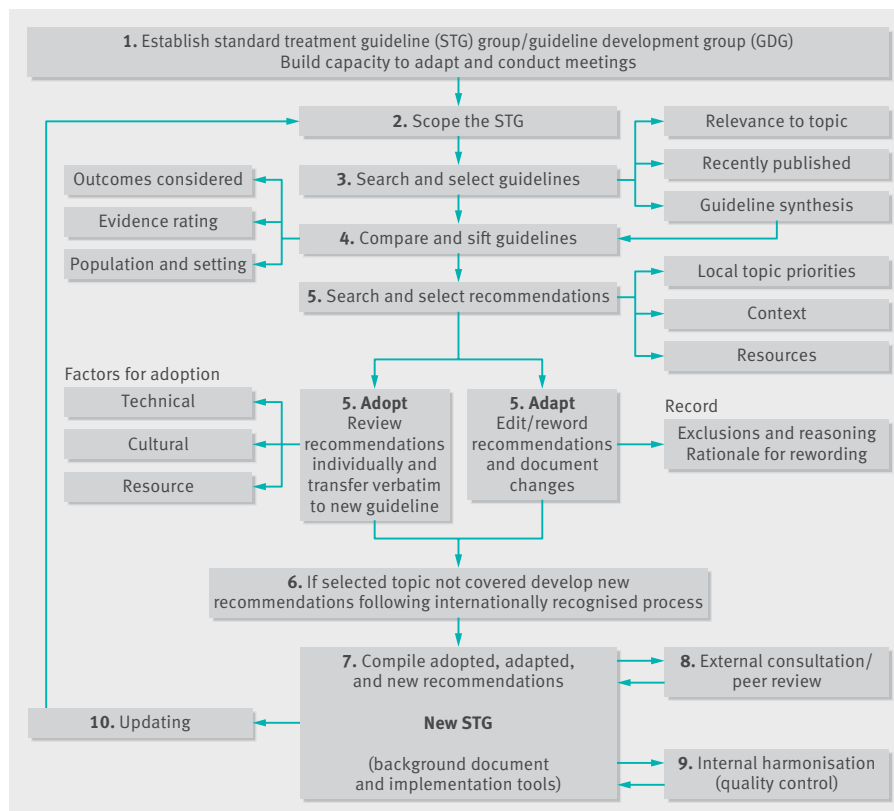 1. Establish standard treatment guideline (STG) group/guideline development group (GDG)
Build capacity to adapt and conduct meetings
2. Scope the STG
Relevance to topic
3. Search and select guidelines
Recently published
Guideline synthesis
Outcomes considered
Evidence rating
Population and setting
4. Compare and sift guidelines
5. Search and select recommendations
Local topic priorities
Context
Resources
Factors for adoption
Technical
Cultural
Resource
5. Adopt
Review
recommendations
individually and
transfer verbatim
to new guideline
5. Adapt
Edit/reword
recommendations
and document
changes
Record
Exclusions and reasoning
Rationale for rewording
6. If selected topic not covered develop new
recommendations following internationally recognised process
7. Compile adopted, adapted,
and new recommendations
New STG
(background document
and implementation tools)
8. External consultation/
peer review
9. Internal harmonisation
(quality control)
10. Updating